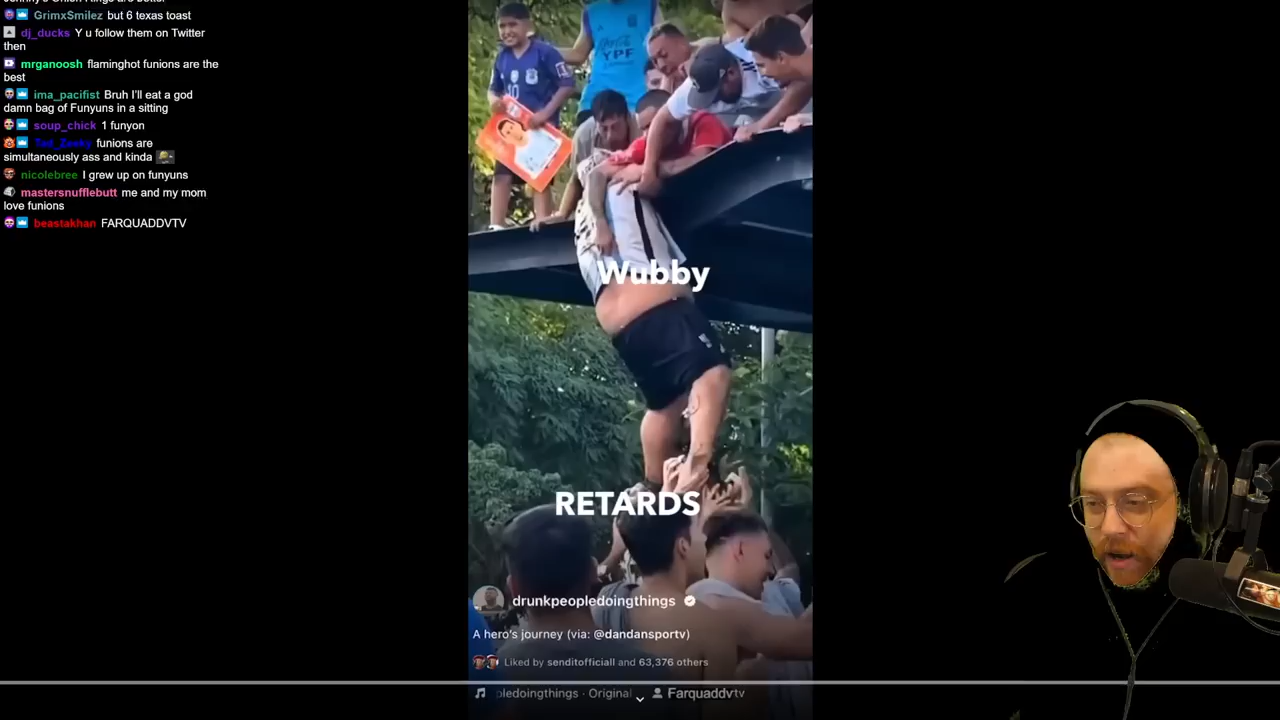 GrimxSmilez but 6 texas toast
dj_ducks Y u follow them on Twitter
then
mrganoosh flaminghot funions are the
best
ima_pacifist Bruh I'll eat a god
damn bag of Funyuns in a sitting
soup_chick 1 funyon
funions are
simultaneously ass and kinda
nicolebree I grew up on funyuns
mastersnufflebutt me and my mom
love funions
beastakhan FARQUADDVTV
YPF
10
Wubby
RETARDS
drunkpeopledoingthings
A hero's journey (via: @dandansportv)
Liked by senditofficiall and 63,376 others
pledoingthings · Original Farquaddvtv